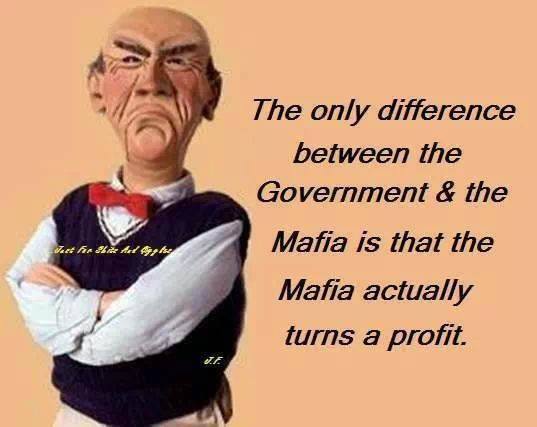 The only difference
between the
Government & the
Mafia is that the
Mafia actually
turns a profit.
Just For Shits And Giggles
J.F.